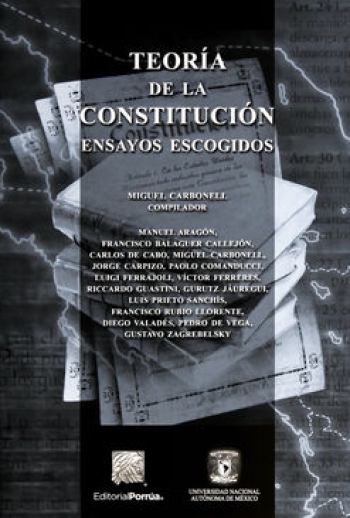 TEORÍA
DE LA
CONSTITUCIÓN
ENSAYOS ESCOGIDOS
MIGUEL CARBONELL
COMPILADOR
MANUEL ARAGÓN,
FRANCISCO BALAGUER CALLEJÓN,
CARLOS DE CABO, MIGUEL CARBONELL,
JORGE CARPIZO, PAOLO COMANDUCCI,
LUIGI FERRAJOLI, VÍCTOR FERRERES,
RICCARDO GUASTINI, GURUTZ JÁUREGUI,
LUIS PRIETO SANCHÍS,
FRANCISCO RUBIO LLORENTE,
DIEGO VALADÉS, PEDRO DE VEGA,
GUSTAVO ZAGREBELSKY
Editorial Porrúa
UNIVERSIDAD NACIONAL
AUTÓNOMA DE MÉXICO